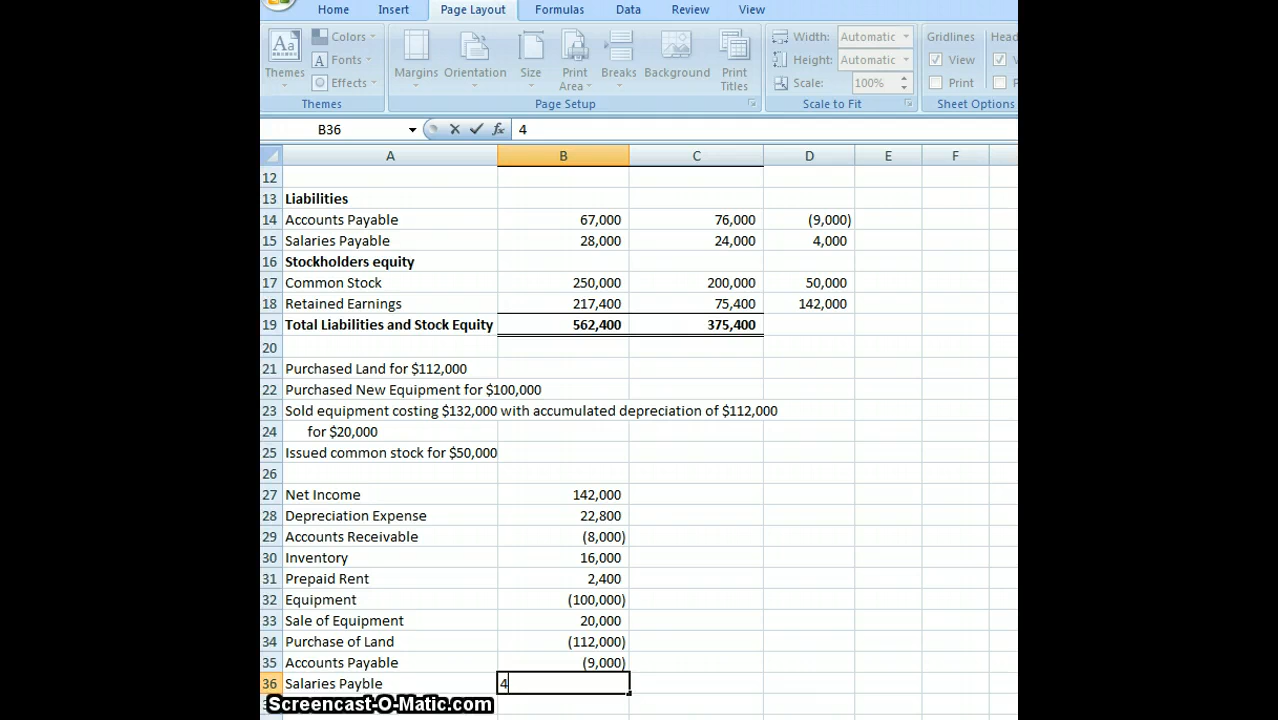 Home Insert Page Layout Formulas Data Review View
Colors Width: Automatic Gridlines Head
Fonts Height: Automatic View
Themes Effects Margins Orientation Size Print Area Breaks Background Print Titles Scale: 100% Print
Themes Page Setup Scale to Fit Sheet Options
B36 fx 4
A B C D E F
12
13 Liabilities
14 Accounts Payable 67,000 76,000 (9,000)
15 Salaries Payable 28,000 24,000 4,000
16 Stockholders equity
17 Common Stock 250,000 200,000 50,000
18 Retained Earnings 217,400 75,400 142,000
19 Total Liabilities and Stock Equity 562,400 375,400
20
21 Purchased Land for $112,000
22 Purchased New Equipment for $100,000
23 Sold equipment costing $132,000 with accumulated depreciation of $112,000
24 for $20,000
25 Issued common stock for $50,000
26
27 Net Income 142,000
28 Depreciation Expense 22,800
29 Accounts Receivable (8,000)
30 Inventory 16,000
31 Prepaid Rent 2,400
32 Equipment (100,000)
33 Sale of Equipment 20,000
34 Purchase of Land (112,000)
35 Accounts Payable (9,000)
36 Salaries Payble 4
Screencast-O-Matic.com